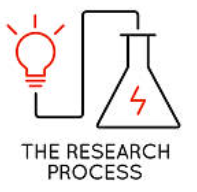 THE RESEARCH
PROCESS